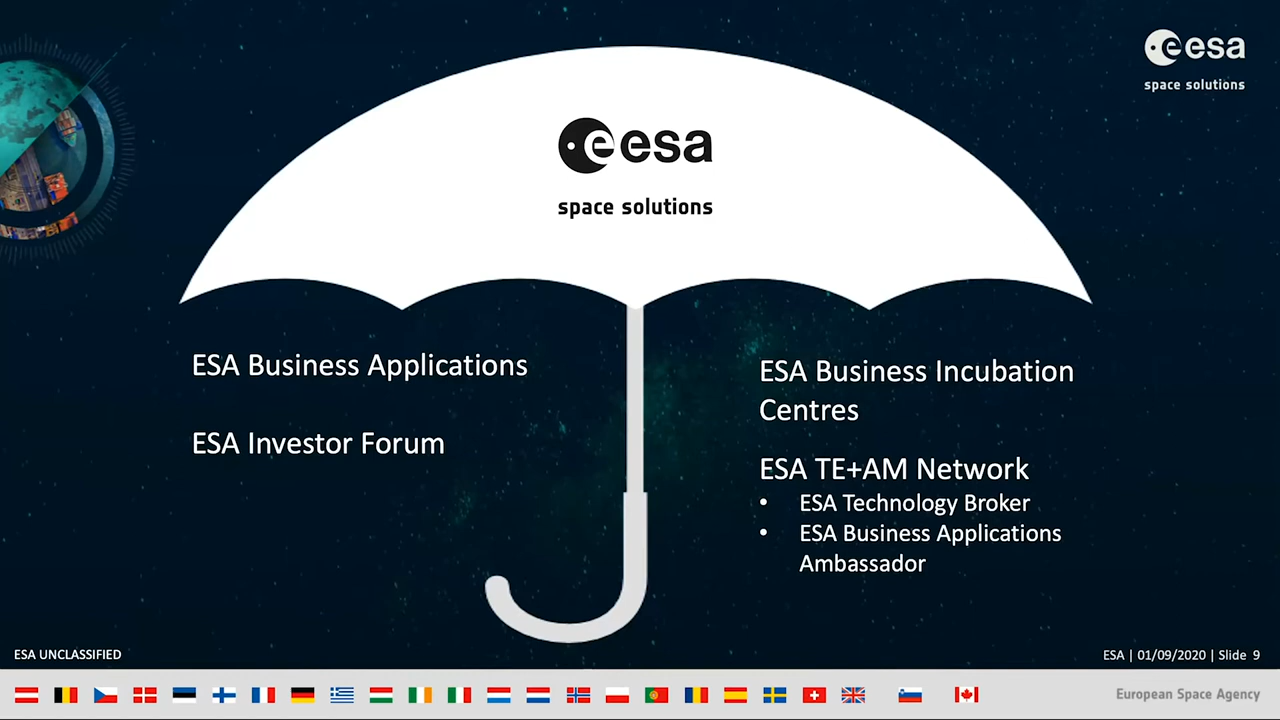 esa
space solutions
esa
space solutions
ESA Business Applications
ESA Investor Forum
ESA Business Incubation
Centres
ESA TE+AM Network
• ESA Technology Broker
• ESA Business Applications
Ambassador
ESA UNCLASSIFIED
ESA | 01/09/2020 | Slide 9
European Space Agency